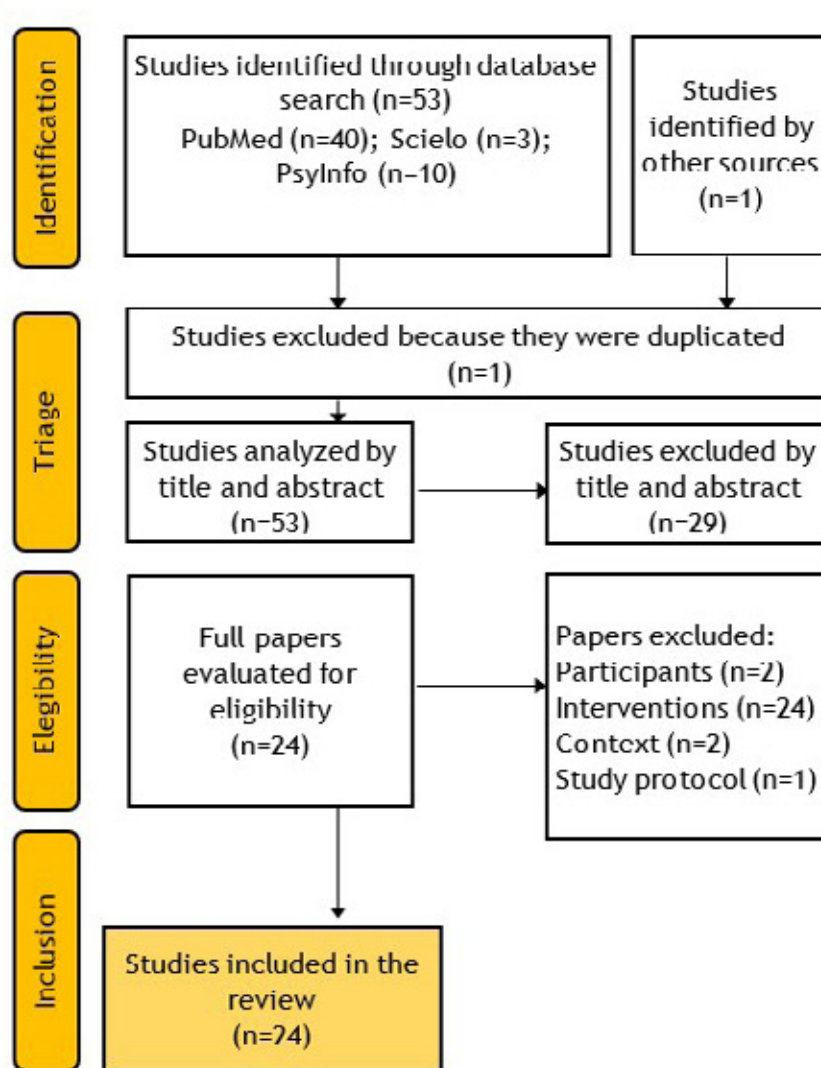 Identification
Studies identified through database
search (n=53)
PubMed (n=40); Scielo (n=3);
PsyInfo (n=10)
Studies
identified by
other sources
(n=1)
Triage
Studies excluded because they were duplicated
(n=1)
Studies analyzed by
title and abstract
(n=53)
Studies excluded by
title and abstract
(n=29)
Elegibility
Full papers
evaluated for
eligibility
(n=24)
Papers excluded:
Participants (n=2)
Interventions (n=24)
Context (n=2)
Study protocol (n=1)
Inclusion
Studies included in the
review
(n=24)